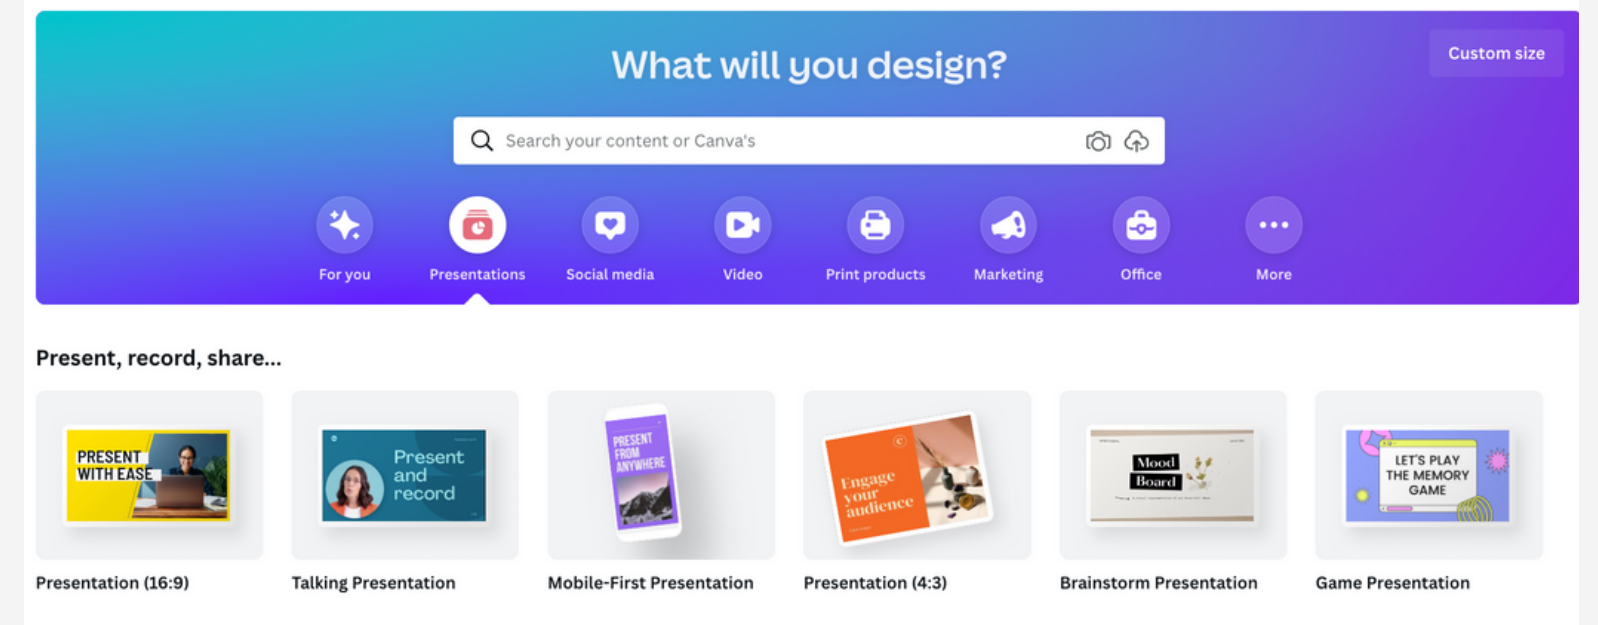 What will you design?
Custom size
Search your content or Canva's
For you
Presentations
Social media
Video
Print products
Marketing
Office
More
Present, record, share...
PRESENT
WITH EASE
Present
and
record
PRESENT
FROM
ANYWHERE
Engage
your
audience
Mood
Board
LET'S PLAY
THE MEMORY
GAME
Presentation (16:9)
Talking Presentation
Mobile-First Presentation
Presentation (4:3)
Brainstorm Presentation
Game Presentation